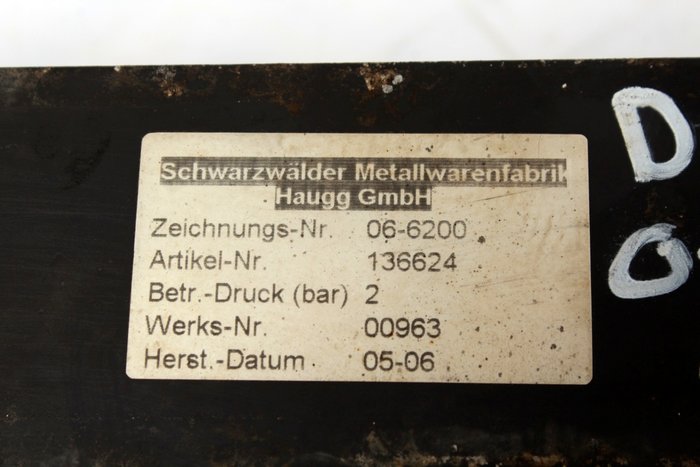 Schwarzwälder Metallwarenfabrik
Haugg GmbH
Zeichnungs-Nr. 06-6200
Artikel-Nr. 136624
Betr.-Druck (bar) 2
Werks-Nr. 00963
Herst.-Datum 05-06
D